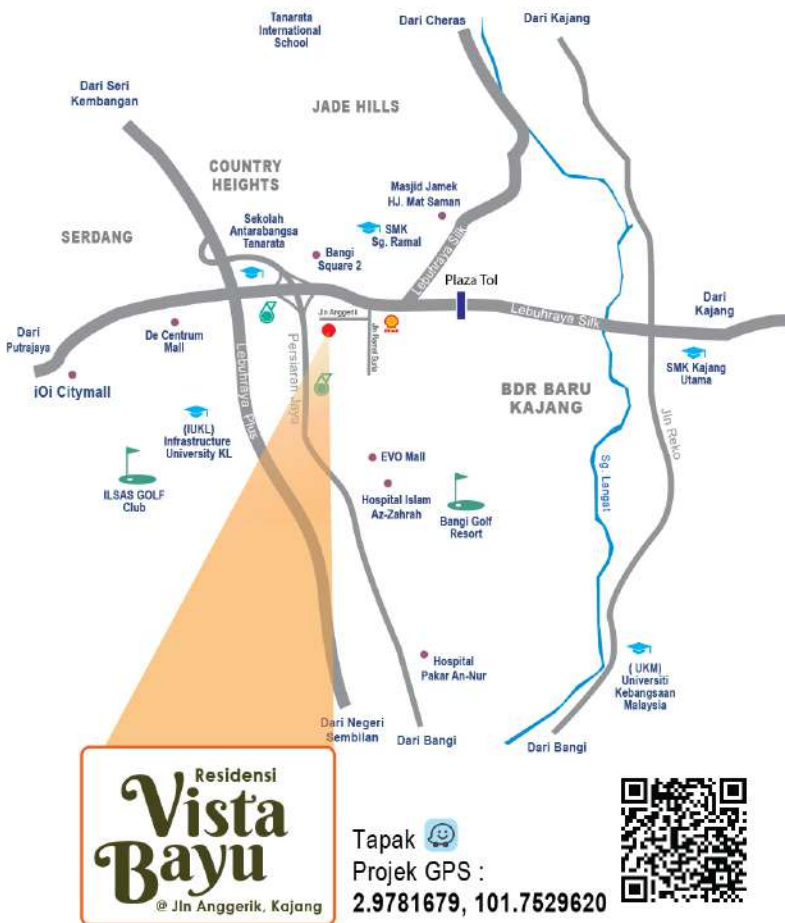 Tanarata
International
School
Dari Cheras
Dari Kajang
Dari Seri
Kembangan
JADE HILLS
COUNTRY
HEIGHTS
Masjid Jamek
HJ. Mat Saman
SERDANG
Sekolah
Antarabangsa
Tanarata
SMK
Sg. Ramal
Bangi
Square 2
Lebuhraya Silk
Plaza Tol
Lebuhraya Silk
Dari
Kajang
Jln Anggerik
Jln Ramal Suria
Dari
Putrajaya
De Centrum
Mall
Persiaran Jaya
Lebuhraya Plus
iOi Citymall
SMK Kajang
Utama
BDR BARU
KAJANG
Jln Reko
(IUKL)
Infrastructure
University KL
EVO Mall
Sg. Langat
ILSAS GOLF
Club
Hospital Islam
Az-Zahrah
Bangi Golf
Resort
Hospital
Pakar An-Nur
( UKM)
Universiti
Kebangsaan
Malaysia
Dari Negeri
Sembilan
Dari Bangi
Dari Bangi
Residensi
Vista
Bayu
@ Jln Anggerik, Kajang
Tapak
Projek GPS :
2.9781679, 101.7529620